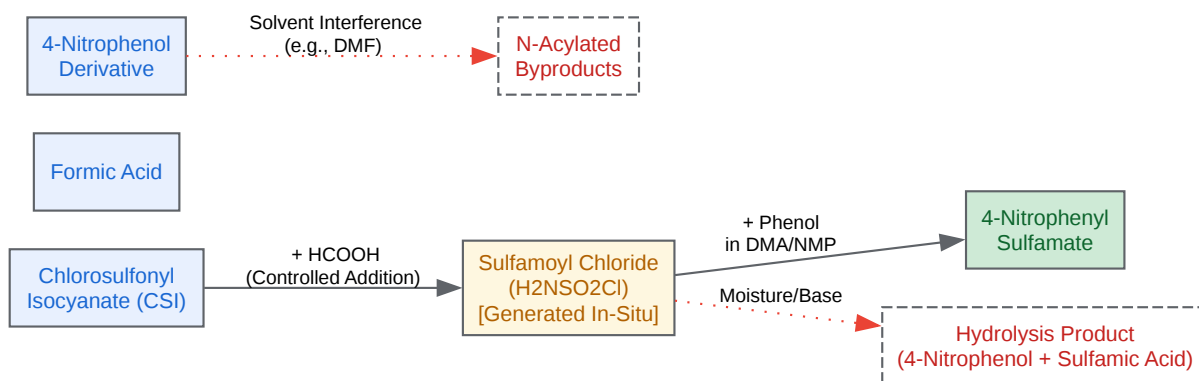 4-Nitrophenol
Derivative
Solvent Interference
(e.g., DMF)
N-Acylated
Byproducts
Formic Acid
Chlorosulfonyl
Isocyanate (CSI)
+ HCOOH
(Controlled Addition)
Sulfamoyl Chloride
(H2NSO2Cl)
[Generated In-Situ]
+ Phenol
in DMA/NMP
4-Nitrophenyl
Sulfamate
Moisture/Base
Hydrolysis Product
(4-Nitrophenol + Sulfamic Acid)